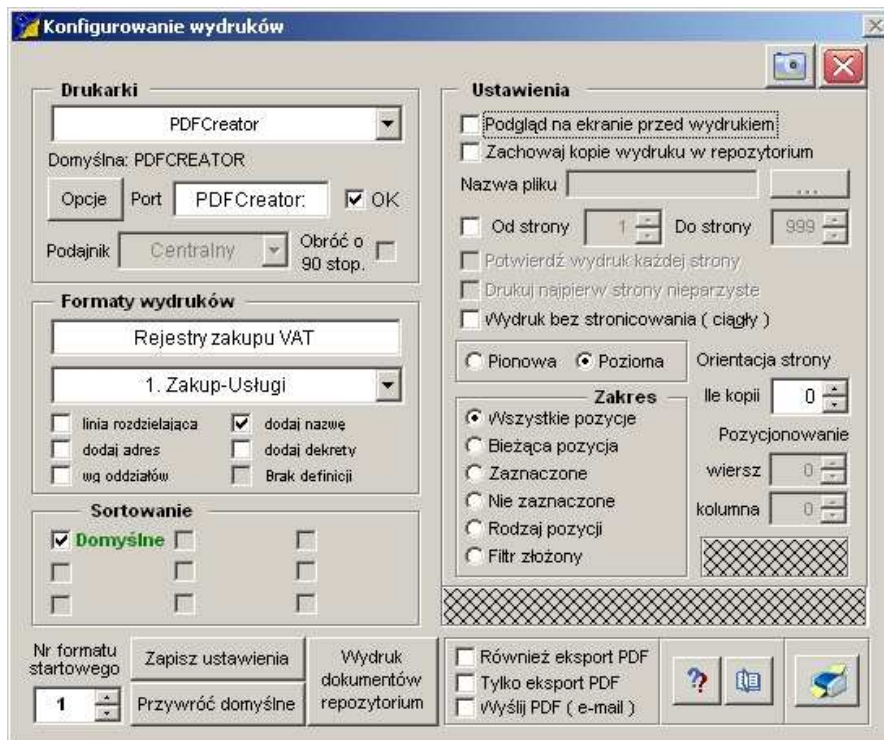 Konfigurowanie wydruków
Drukarki
PDFCreator
Domyślna: PDFCREATOR
Opcje Port PDFCreator: OK
Podajnik Centralny Obróć o
90 stop.
Formaty wydruków
Rejestry zakupu VAT
1. Zakup-Usługi
linia rozdzielająca dodaj nazwę
dodaj adres dodaj dekrety
wg oddziałów Brak definicji
Sortowanie
Domyślne
Nr formatu
startowego
1
Zapisz ustawienia
Przywróć domyślne
Wydruk
dokumentów
repozytorium
Ustawienia
Podgląd na ekranie przed wydrukiem
Zachowaj kopie wydruku w repozytorium
Nazwa pliku ...
Od strony 1 Do strony 999
Potwierdź wydruk każdej strony
Drukuj najpierw strony nieparzyste
Wydruk bez stronicowania ( ciągły )
Pionowa Pozioma Orientacja strony
Zakres
Wszystkie pozycje
Bieżąca pozycja
Zaznaczone
Nie zaznaczone
Rodzaj pozycji
Filtr złożony
Ile kopii 0
Pozycjonowanie
wiersz 0
kolumna 0
Również eksport PDF
Tylko eksport PDF
Wyślij PDF ( e-mail )
?